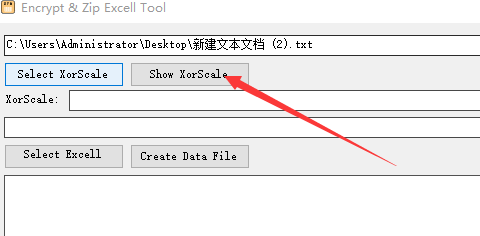 Encrypt & Zip Excell Tool
C:\Users\Administrator\Desktop\新建文本文档 (2).txt
Select XorScale Show XorScale
XorScale:
Select Excell Create Data File